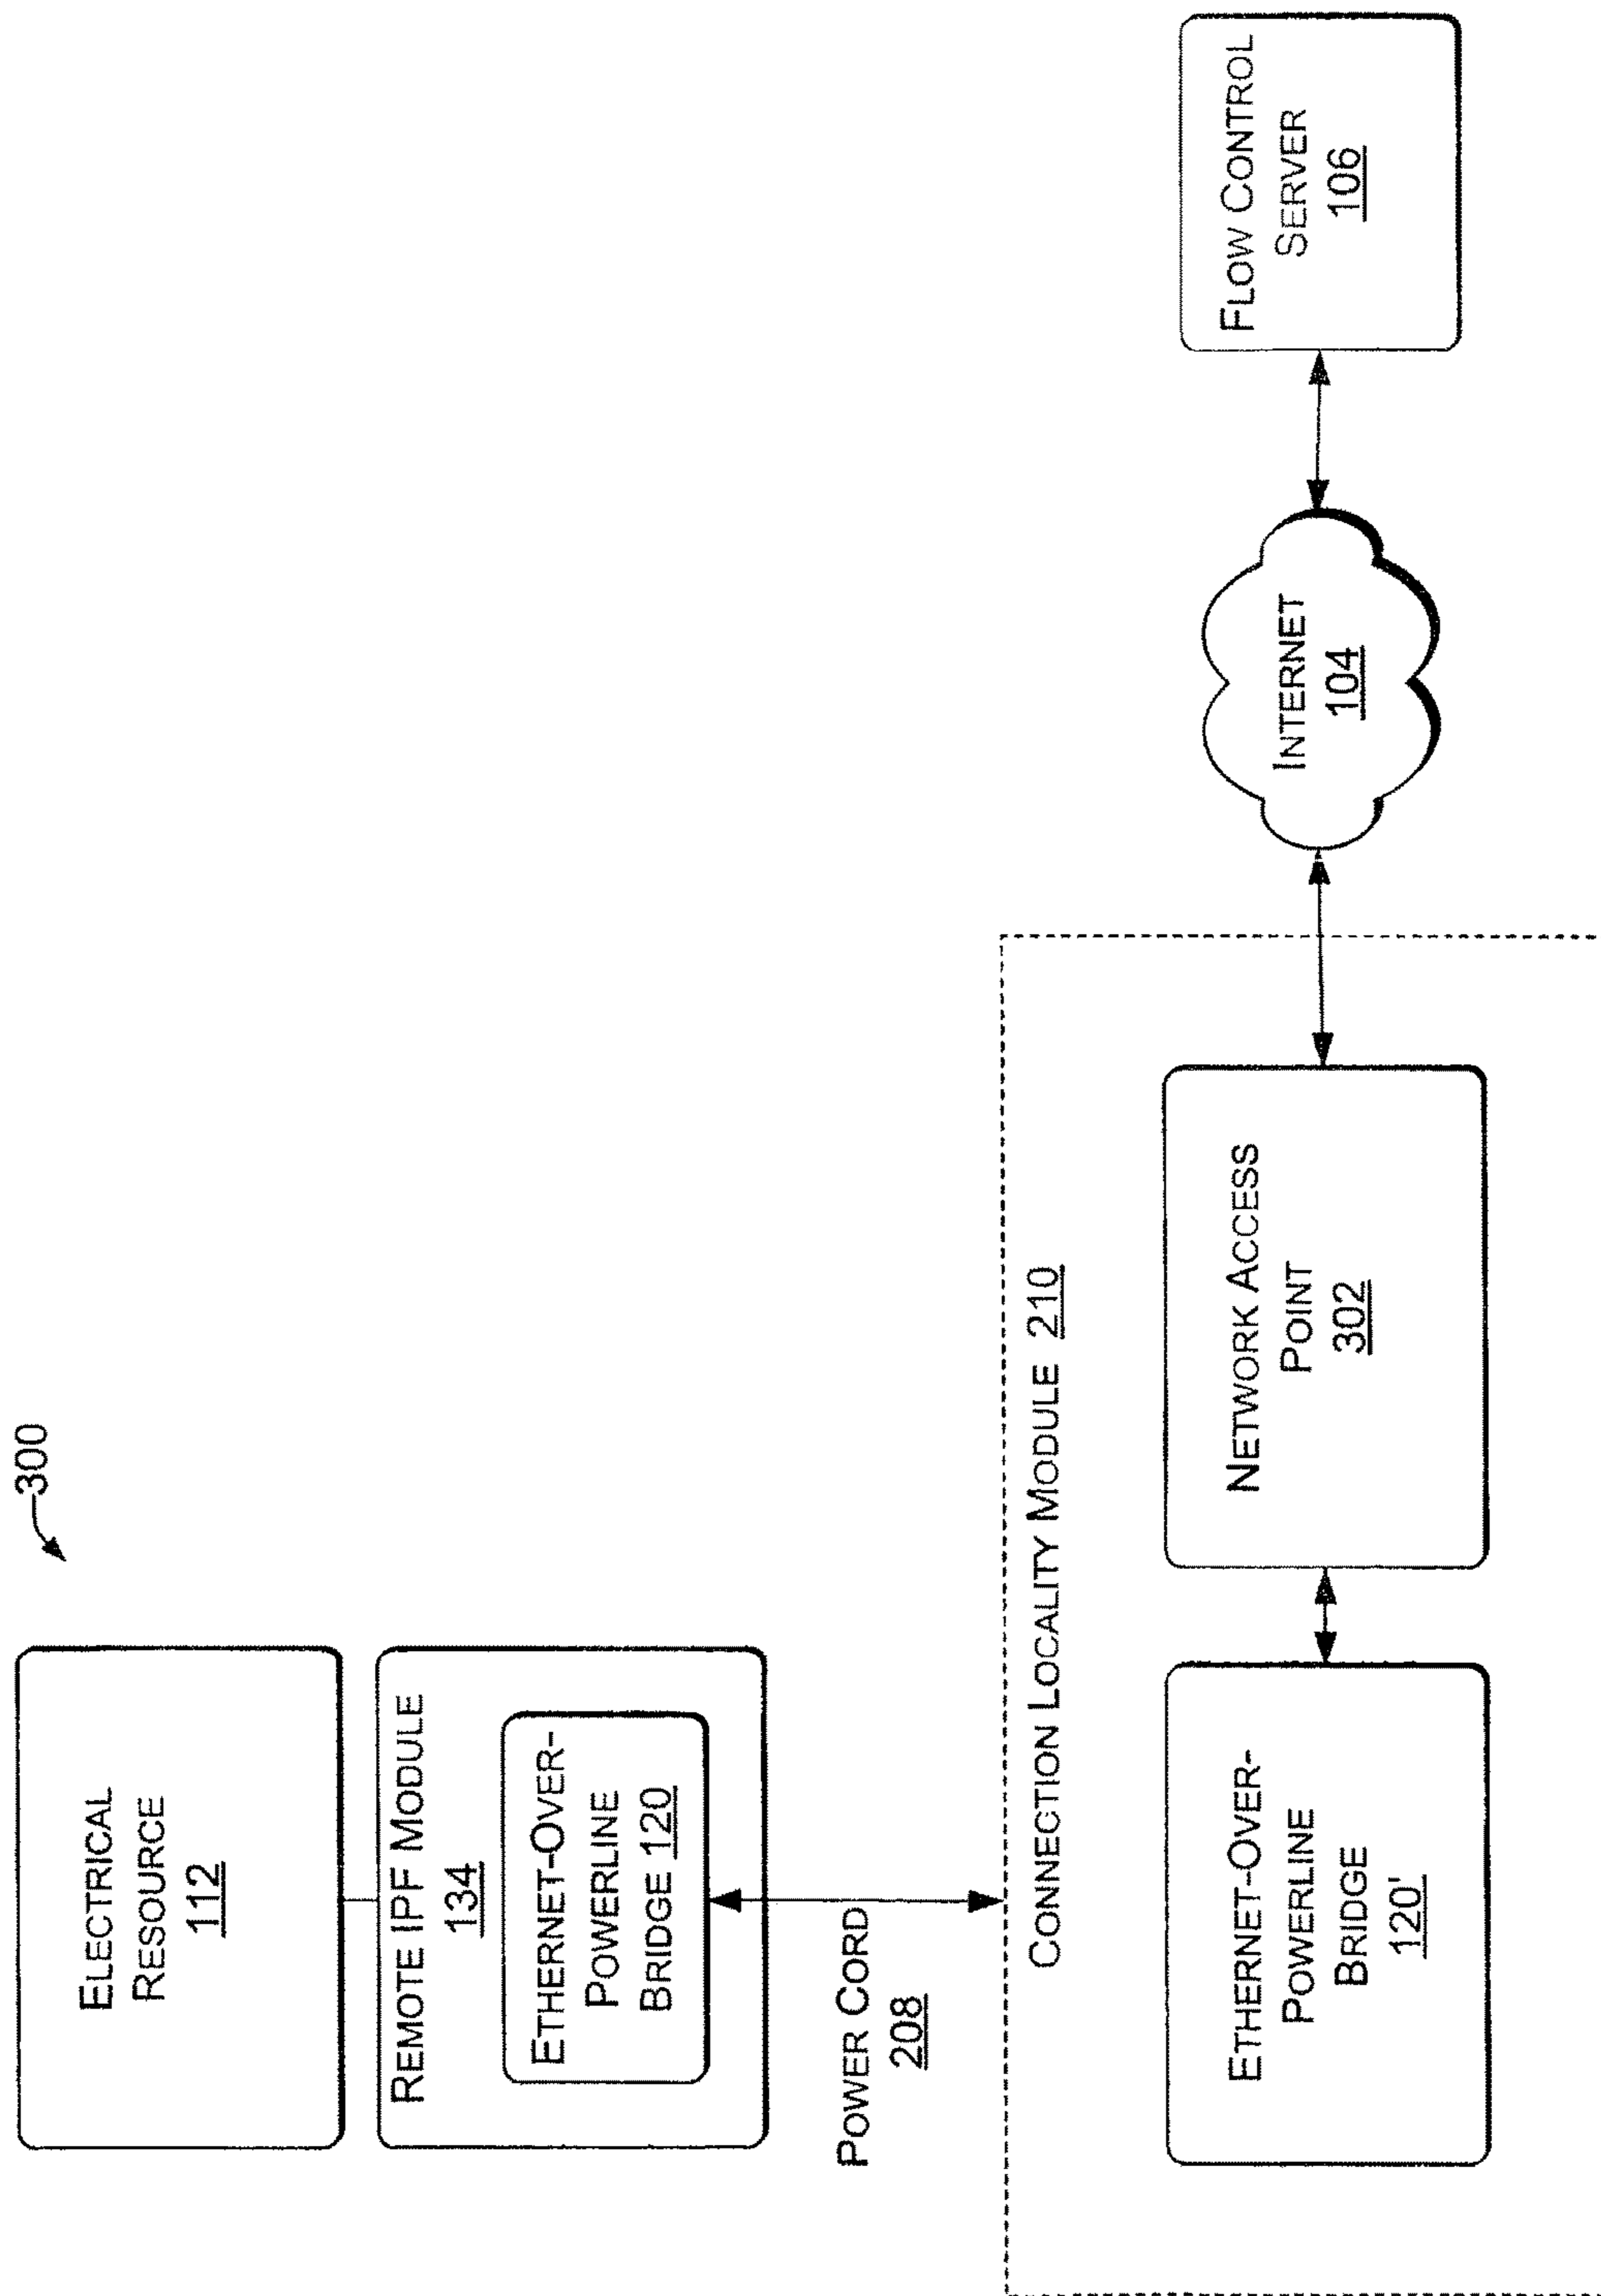 300
ELECTRICAL
RESOURCE
112
REMOTE IPF MODULE
134
ETHERNET-OVER-
POWERLINE
BRIDGE 120
POWER CORD
208
CONNECTION LOCALITY MODULE 210
ETHERNET-OVER-
POWERLINE
BRIDGE
120'
NETWORK ACCESS
POINT
302
INTERNET
104
FLOW CONTROL
SERVER
106